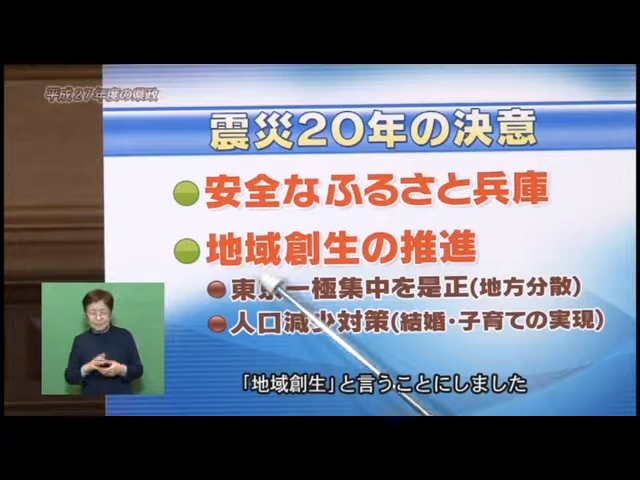 平成27年度の県政
震災20年の決意
安全なふるさと兵庫
地域創生の推進
東京一極集中を是正(地方分散)
人口減少対策(結婚・子育ての実現)
「地域創生」と言うことにしました